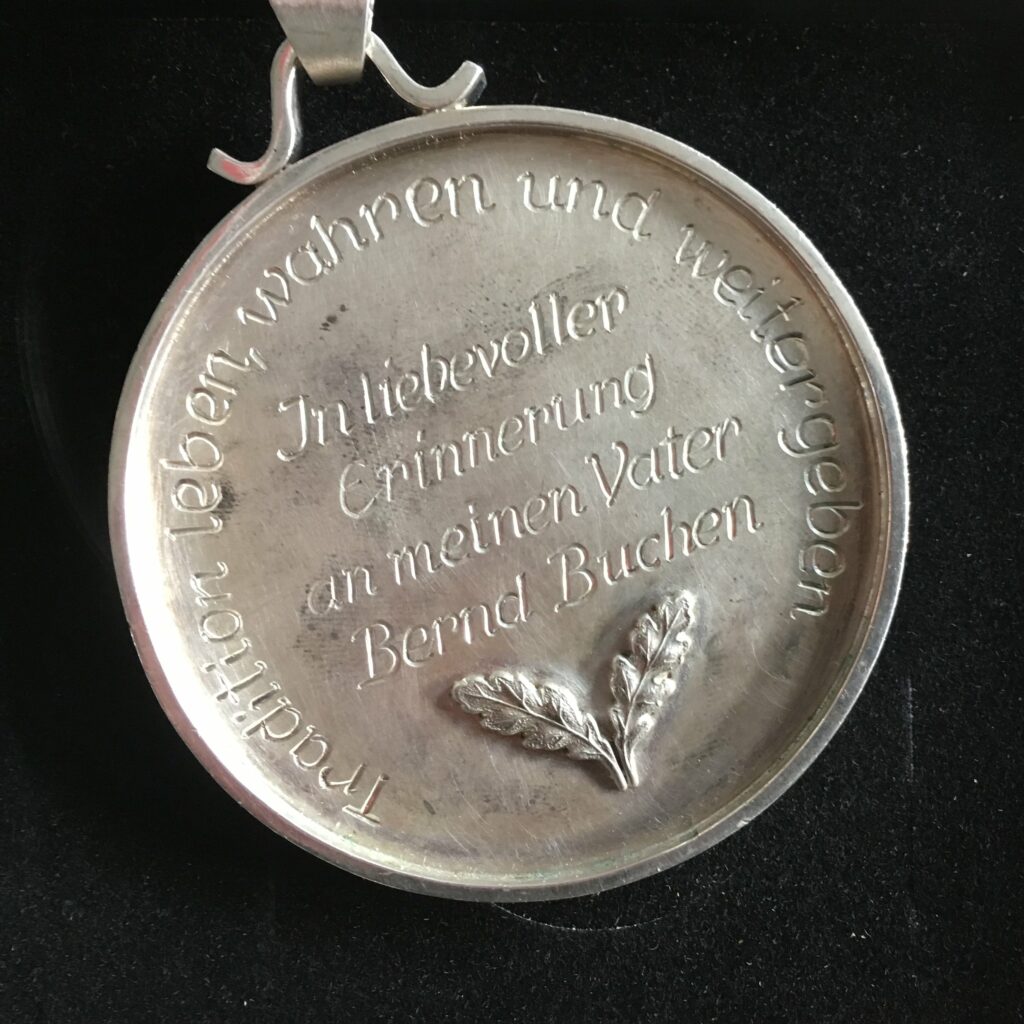 Tradition leben, wahren und weitergeben
In liebevoller
Erinnerung
an meinen Vater
Bernd Buchen